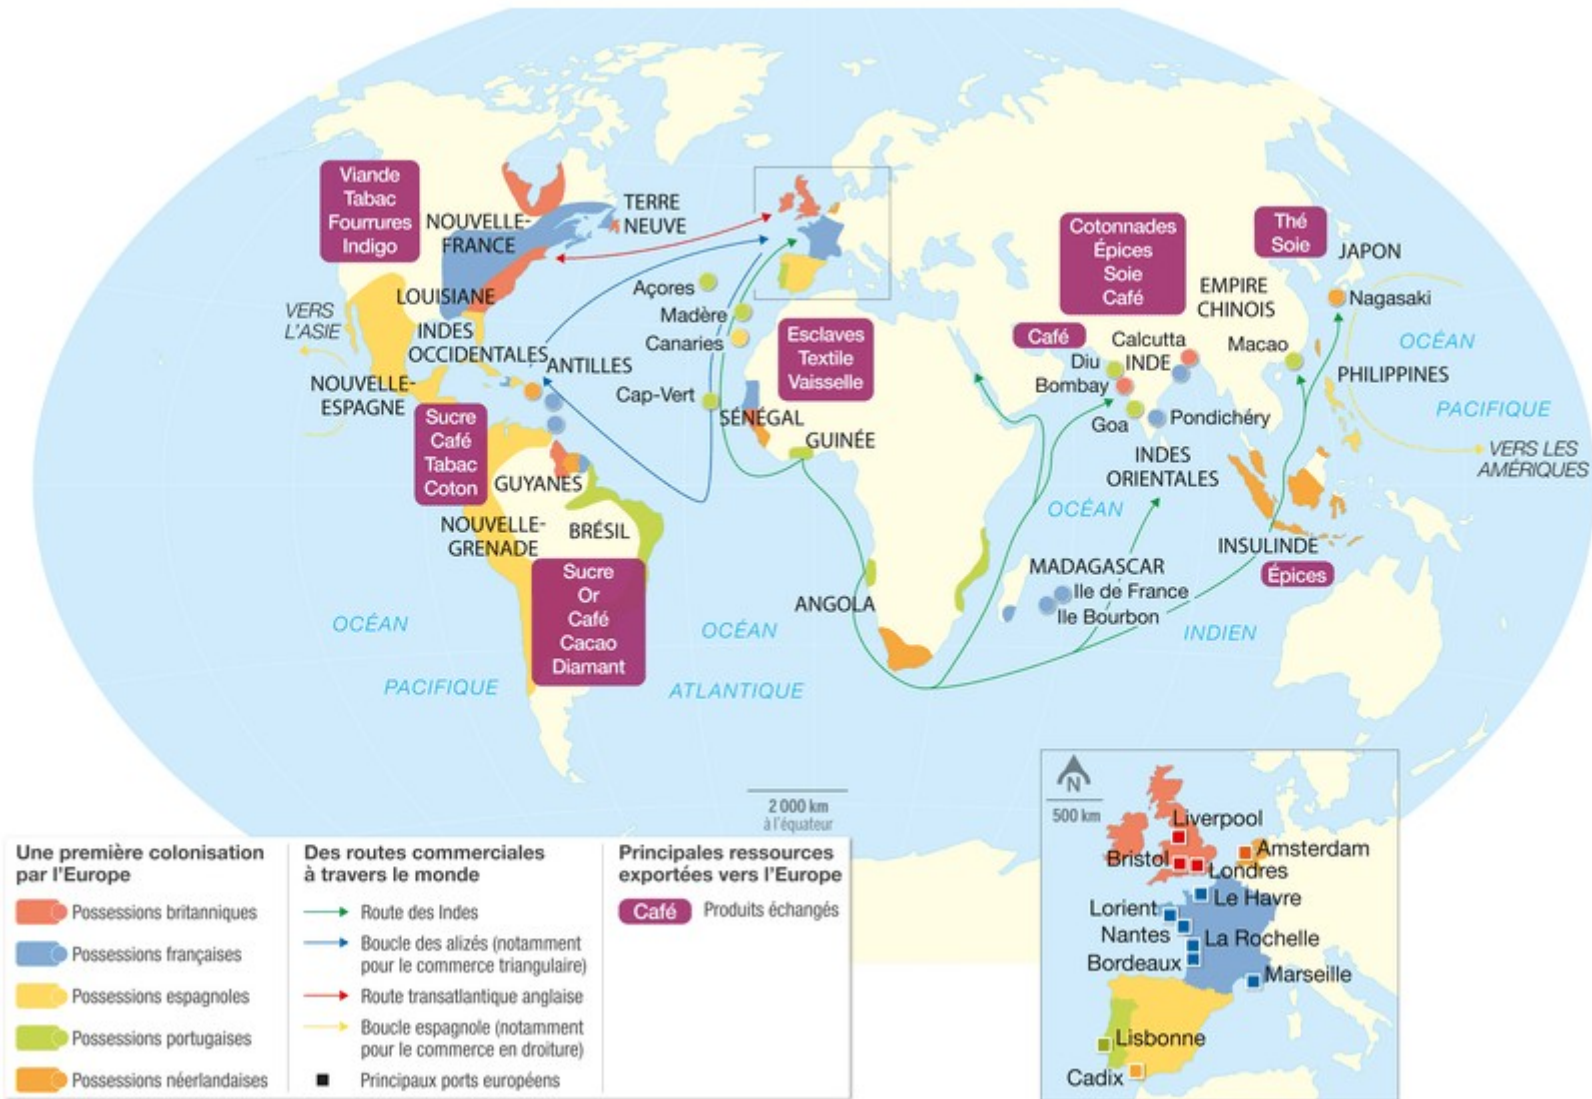 Viande
Tabac
Fourrures
Indigo
NOUVELLE-
FRANCE
TERRE
NEUVE
LOUISIANE
VERS
L'ASIE
INDES
OCCIDENTALES
ANTILLES
NOUVELLE-
ESPAGNE
Sucre
Café
Tabac
Coton
GUYANES
NOUVELLE-
GRENADE
BRÉSIL
Sucre
Or
Café
Cacao
Diamant
OCÉAN
PACIFIQUE
OCÉAN
ATLANTIQUE
Açores
Madère
Canaries
Cap-Vert
Esclaves
Textile
Vaisselle
SÉNÉGAL
GUINÉE
ANGOLA
Cotonnades
Épices
Soie
Café
Thé
Soie
JAPON
EMPIRE
CHINOIS
Nagasaki
Café
Calcutta
Diu
INDE
Bombay
Macao
Goa
Pondichéry
INDES
ORIENTALES
OCÉAN
PACIFIQUE
PHILIPPINES
VERS LES
AMÉRIQUES
OCÉAN
INDIEN
INSULINDE
Épices
MADAGASCAR
Ile de France
Ile Bourbon
2 000 km
à l'équateur
N
500 km
Liverpool
Bristol
Londres
Amsterdam
Le Havre
Lorient
Nantes
La Rochelle
Bordeaux
Marseille
Lisbonne
Cadix
Une première colonisation
par l'Europe
Possessions britanniques
Possessions françaises
Possessions espagnoles
Possessions portugaises
Possessions néerlandaises
Des routes commerciales
à travers le monde
Route des Indes
Boucle des alizés (notamment
pour le commerce triangulaire)
Route transatlantique anglaise
Boucle espagnole (notamment
pour le commerce en droiture)
Principaux ports européens
Principales ressources
exportées vers l'Europe
Café
Produits échangés